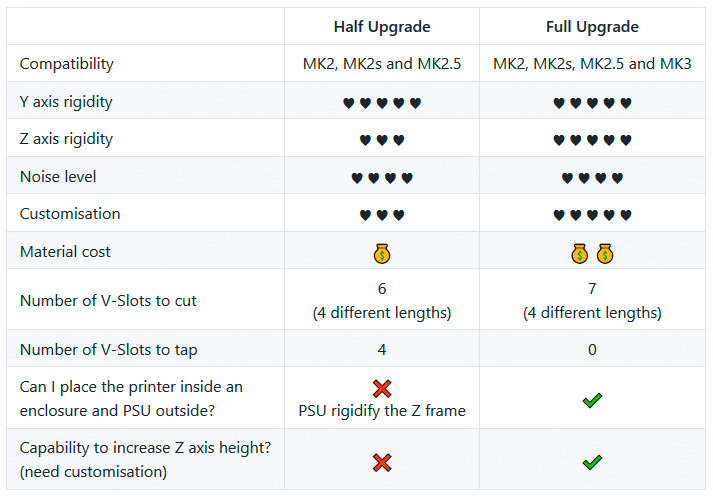 Half Upgrade Full Upgrade
Compatibility MK2, MK2s and MK2.5 MK2, MK2s, MK2.5 and MK3
Y axis rigidity ♥ ♥ ♥ ♥ ♥ ♥ ♥ ♥ ♥ ♥
Z axis rigidity ♥ ♥ ♥ ♥ ♥ ♥ ♥ ♥
Noise level ♥ ♥ ♥ ♥ ♥ ♥ ♥ ♥
Customisation ♥ ♥ ♥ ♥ ♥ ♥ ♥ ♥
Material cost 💰 💰 💰
Number of V-Slots to cut
6
(4 different lengths)
7
(4 different lengths)
Number of V-Slots to tap 4 0
Can I place the printer inside an
enclosure and PSU outside?
❌
PSU rigidify the Z frame
✔
Capability to increase Z axis height?
(need customisation)
❌ ✔